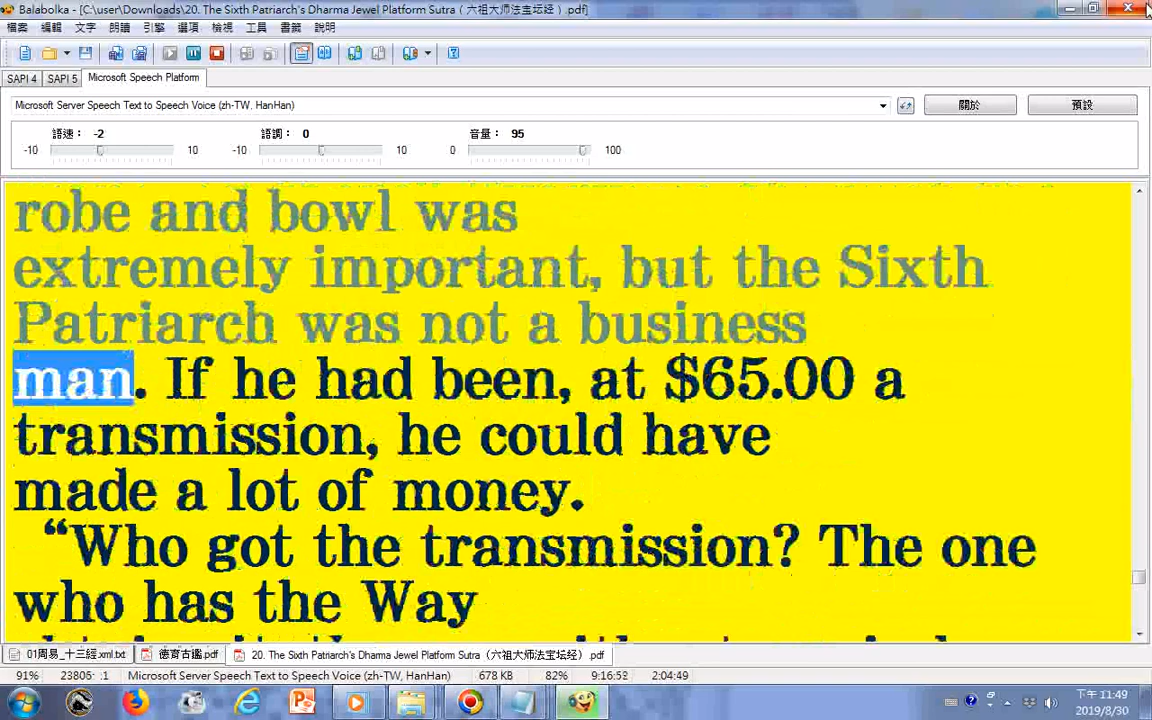 Balabolka - [C:\user\Downloads\20. The Sixth Patriarch's Dharma Jewel Platform Sutra（六祖大师法宝坛经）.pdf]
檔案 編輯 文字 朗讀 引擎 選項 檢視 工具 書籤 說明
SAPI 4 SAPI 5 Microsoft Speech Platform
Microsoft Server Speech Text to Speech Voice (zh-TW, HanHan) 關於 預設
語速： -2 語調： 0 音量： 95
-10 10 -10 10 0 100
robe and bowl was
extremely important, but the Sixth
Patriarch was not a business
man. If he had been, at $65.00 a
transmission, he could have
made a lot of money.
“Who got the transmission? The one
who has the Way
01周易_十三經.xml.txt 德育古鑑.pdf 20. The Sixth Patriarch's Dharma Jewel Platform Sutra（六祖大师法宝坛经）.pdf
91% 23805: .1 Microsoft Server Speech Text to Speech Voice (zh-TW, HanHan) 678 KB 82% 9:16:52 2:04:49
下午 11:49
2019/8/30